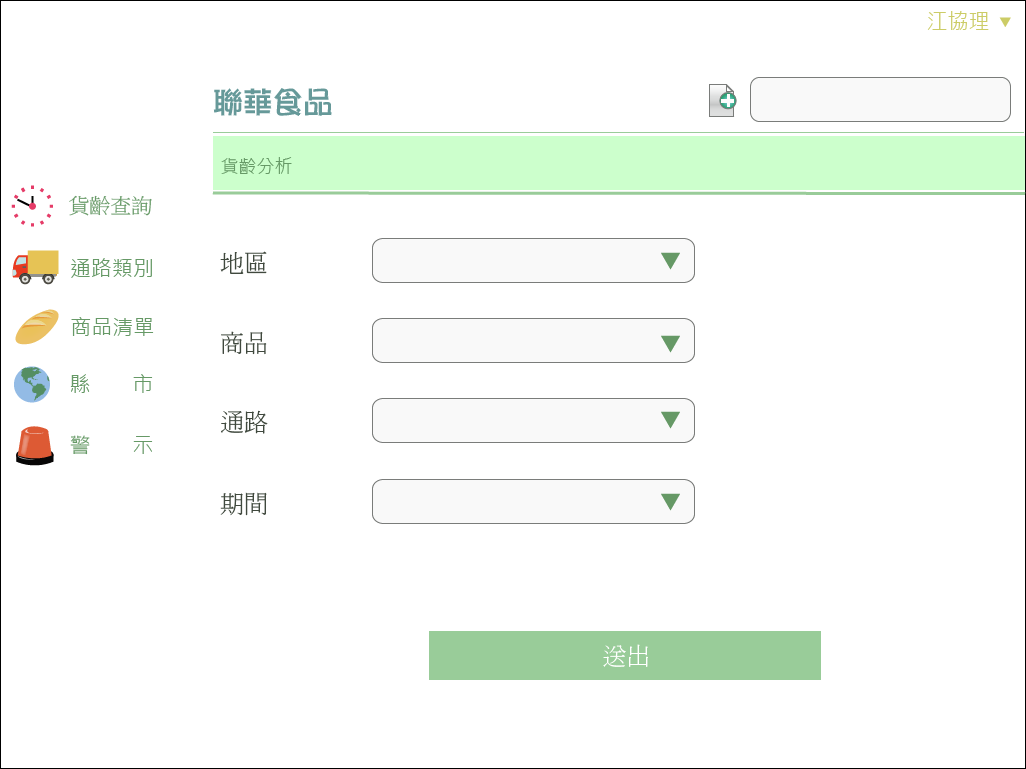 江協理
聯華食品
貨齡分析
貨齡查詢
通路類別
商品清單
縣 市
警 示
地區
商品
通路
期間
送出